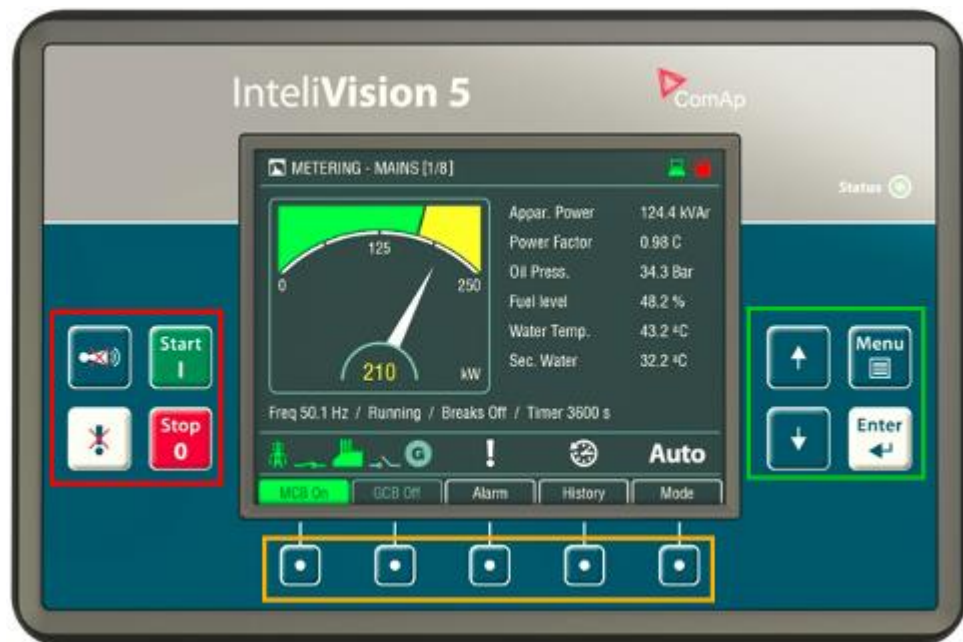 InteliVision 5
ComAp
Status
METERING - MAINS [1/8]
125
0
250
210
kW
Appar. Power 124.4 kVAr
Power Factor 0.98 C
Oil Press. 34.3 Bar
Fuel level 48.2 %
Water Temp. 43.2 ºC
Sec. Water 32.2 ºC
Freq 50.1 Hz / Running / Breaks Off / Timer 3600 s
G
!
Auto
MCB On
GCB Off
Alarm
History
Mode
Start
I
Stop
0
Menu
Enter